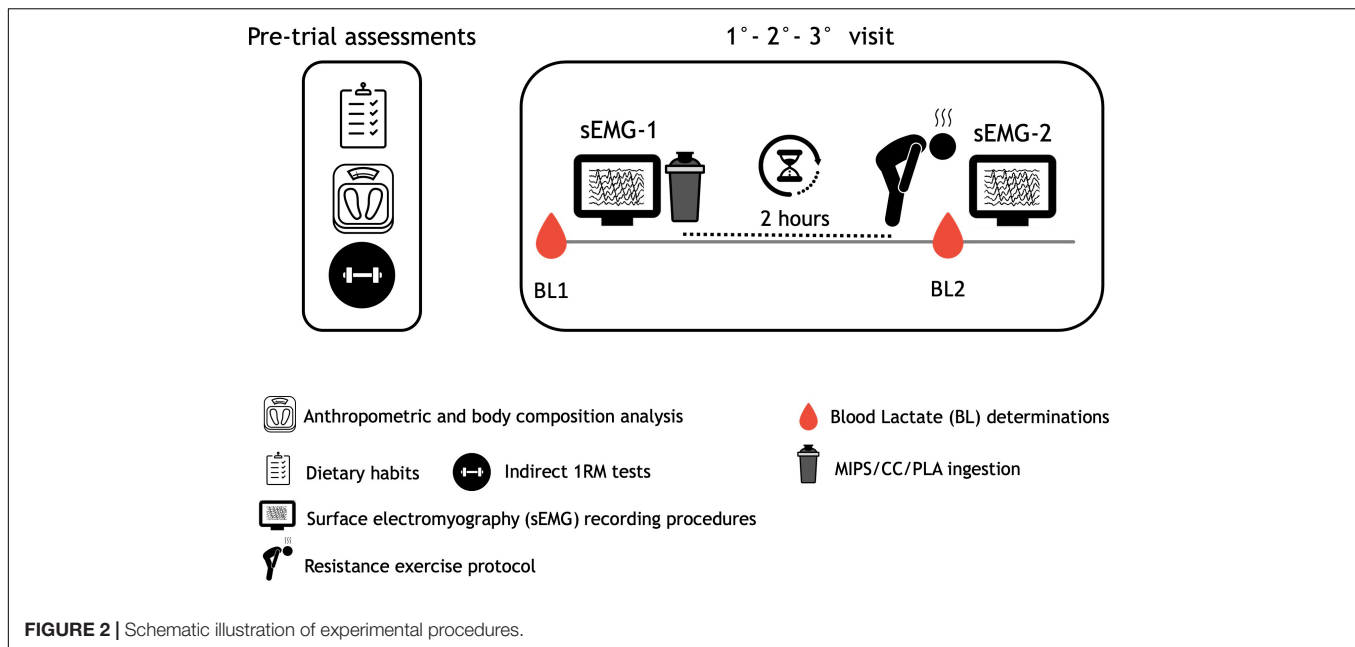 Pre-trial assessments
1°- 2°- 3° visit
sEMG-1
sEMG-2
2 hours
BL1
BL2
Anthropometric and body composition analysis
Blood Lactate (BL) determinations
Dietary habits
Indirect 1RM tests
MIPS/CC/PLA ingestion
Surface electromyography (sEMG) recording procedures
Resistance exercise protocol
FIGURE 2 | Schematic illustration of experimental procedures.